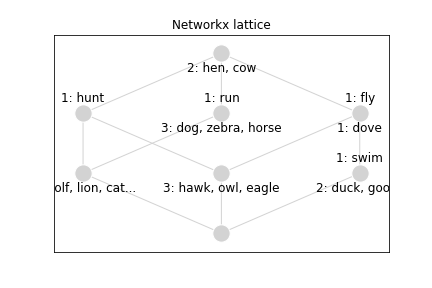 Networkx lattice
2: hen, cow
1: hunt
1: run
1: fly
3: dog, zebra, horse
1: dove
1: swim
olf, lion, cat...
3: hawk, owl, eagle
2: duck, goo